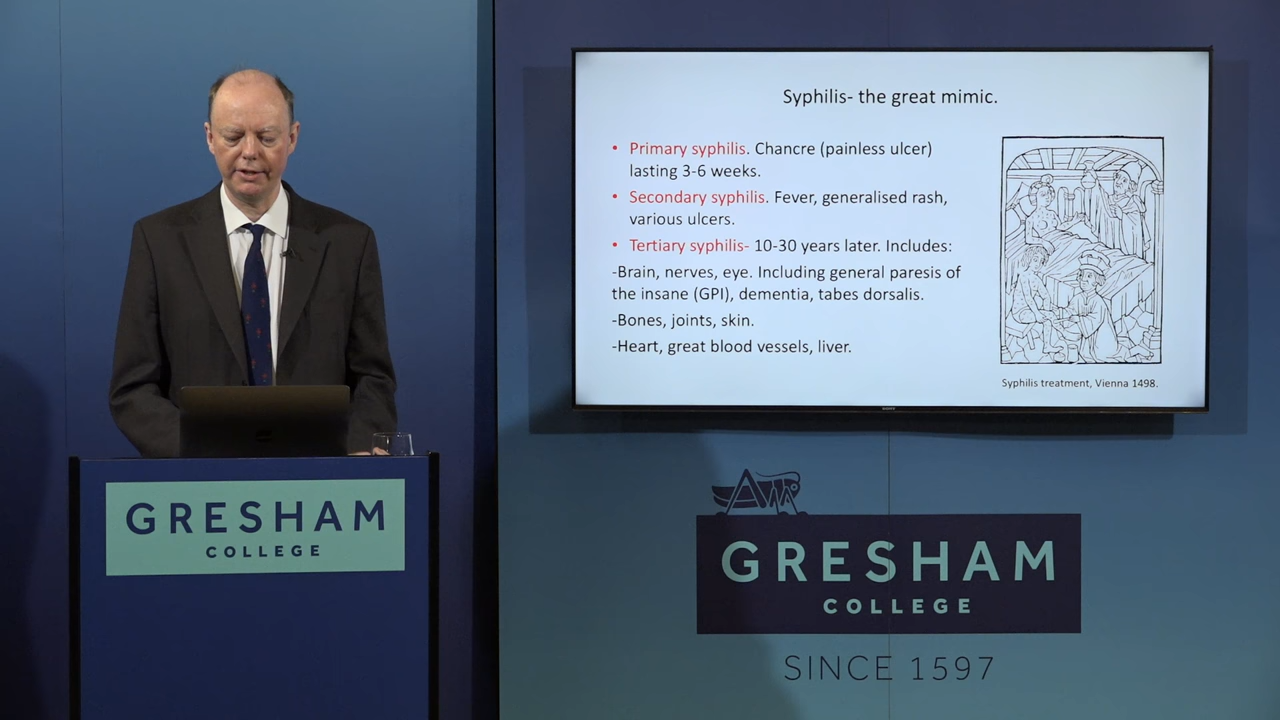 GRESHAM
COLLEGE
Syphilis- the great mimic.
• Primary syphilis. Chancre (painless ulcer)
lasting 3-6 weeks.
• Secondary syphilis. Fever, generalised rash,
various ulcers.
• Tertiary syphilis- 10-30 years later. Includes:
-Brain, nerves, eye. Including general paresis of
the insane (GPI), dementia, tabes dorsalis.
-Bones, joints, skin.
-Heart, great blood vessels, liver.
Syphilis treatment, Vienna 1498.
SONY
GRESHAM
COLLEGE
SINCE 1597